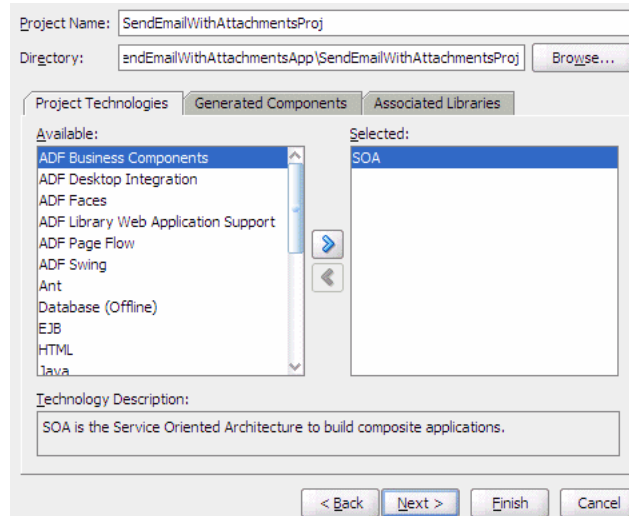 Project Name: SendEmailWithAttachmentsProj
Directory: endEmailWithAttachmentsApp\SendEmailWithAttachmentsProj Browse...
Project Technologies Generated Components Associated Libraries
Available: Selected:
ADF Business Components SOA
ADF Desktop Integration
ADF Faces
ADF Library Web Application Support
ADF Page Flow
ADF Swing
Ant
Database (Offline)
EJB
HTML
Java
Technology Description:
SOA is the Service Oriented Architecture to build composite applications.
< Back Next > Finish Cancel